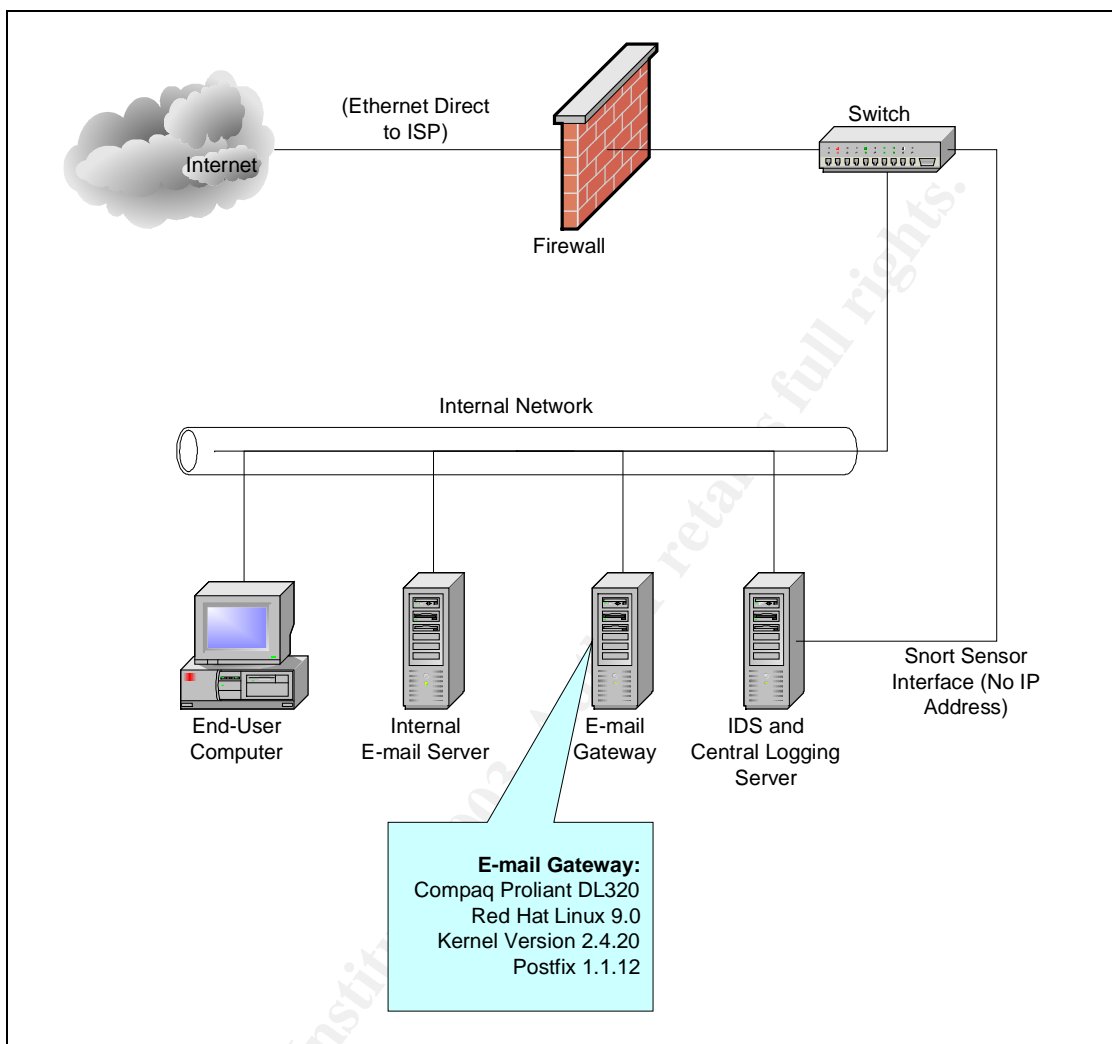 (Ethernet Direct
to ISP)
Switch
Internet
Firewall
Internal Network
End-User
Computer
Internal
E-mail Server
E-mail
Gateway
IDS and
Central Logging
Server
Snort Sensor
Interface (No IP
Address)
E-mail Gateway:
Compaq Proliant DL320
Red Hat Linux 9.0
Kernel Version 2.4.20
Postfix 1.1.12
full rights.